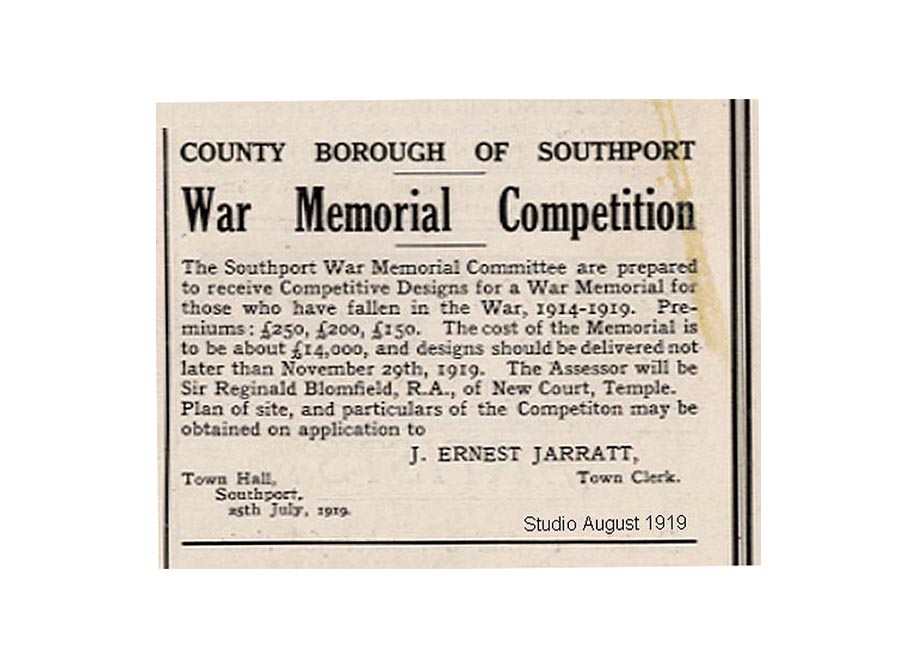 COUNTY BOROUGH OF SOUTHPORT
War Memorial Competition
The Southport War Memorial Committee are prepared
to receive Competitive Designs for a War Memorial for
those who have fallen in the War, 1914-1919. Pre-
miums: £250, £200, £150. The cost of the Memorial is
to be about £14,000, and designs should be delivered not
later than November 29th, 1919. The Assessor will be
Sir Reginald Blomfield, R.A., of New Court, Temple.
Plan of site, and particulars of the Competiton may be
obtained on application to
J. ERNEST JARRATT,
Town Hall, Town Clerk.
Southport.
25th July, 1919.
Studio August 1919